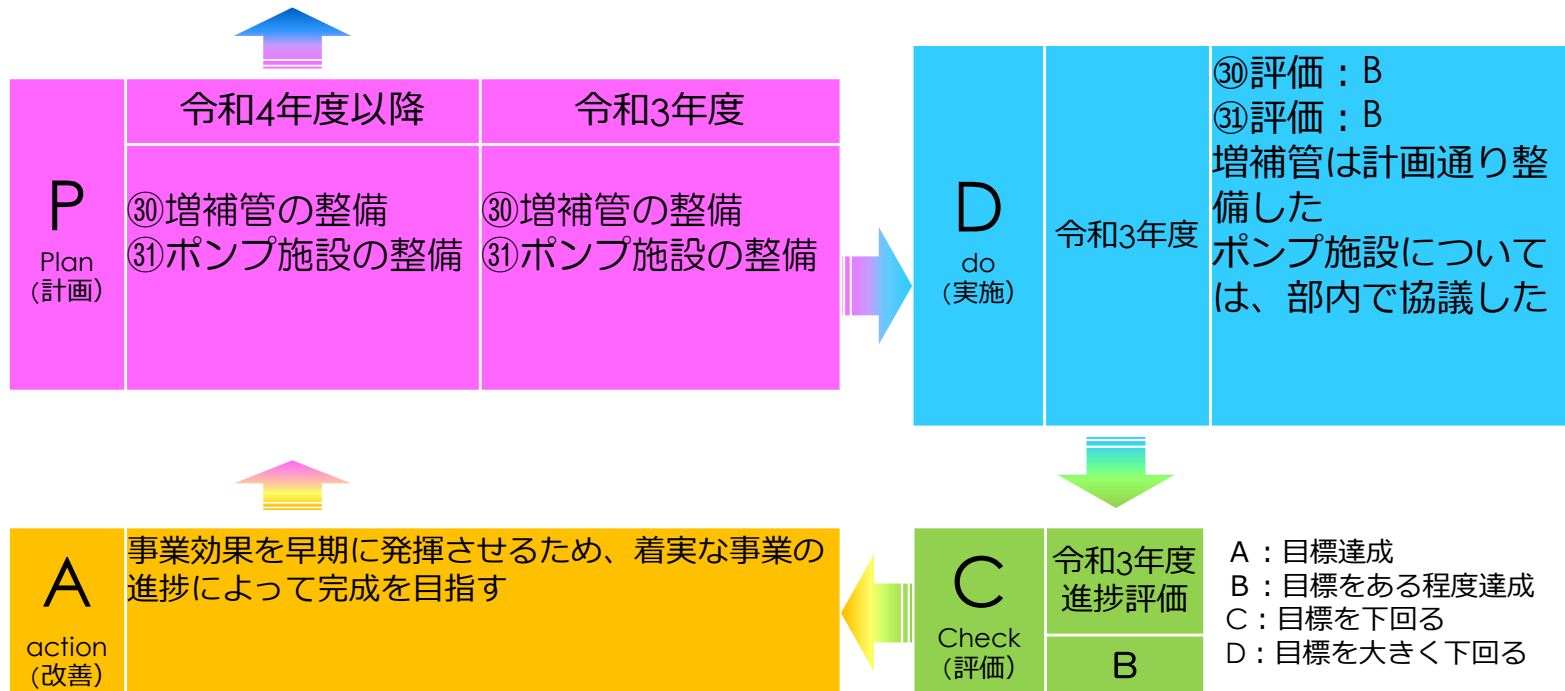 P
Plan
(計画)
令和4年度以降
㉚増補管の整備
㉛ポンプ施設の整備
令和3年度
㉚増補管の整備
㉛ポンプ施設の整備
D
do
(実施)
令和3年度
㉚評価：B
㉛評価：B
増補管は計画通り整
備した
ポンプ施設について
は、部内で協議した
C
Check
(評価)
令和3年度
進捗評価
B
A：目標達成
B：目標をある程度達成
C：目標を下回る
D：目標を大きく下回る
A
action
(改善)
事業効果を早期に発揮させるため、着実な事業の
進捗によって完成を目指す